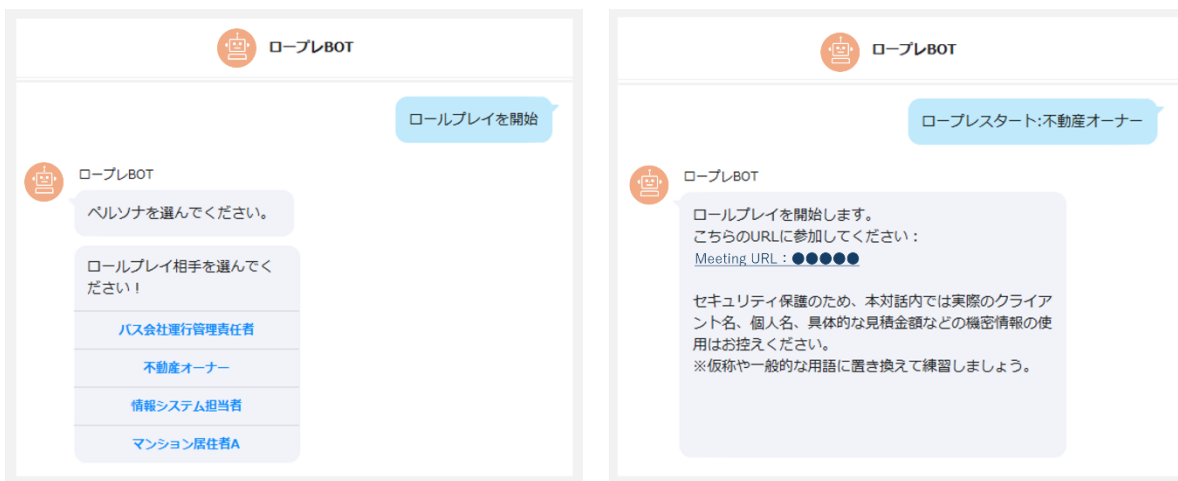 ロープレBOT
ロールプレイを開始
ロープレBOT
ペルソナを選んでください。
ロールプレイ相手を選んでく
ださい！
バス会社運行管理責任者
不動産オーナー
情報システム担当者
マンション居住者A
ロープレBOT
ロープレスタート:不動産オーナー
ロープレBOT
ロールプレイを開始します。
こちらのURLに参加してください：
Meeting URL：●●●●●
セキュリティ保護のため、本対話内では実際のクライア
ント名、個人名、具体的な見積金額などの機密情報の使
用はお控えください。
※仮称や一般的な用語に置き換えて練習しましょう。